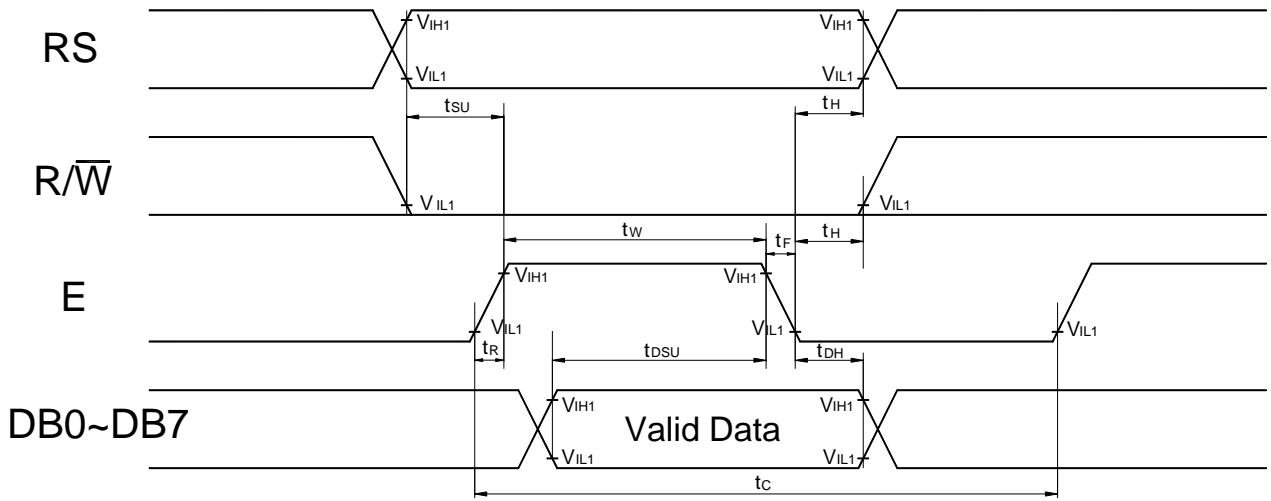 RS VIH1 VIH1
VIL1 VIL1
tSU tH
R/W̅ VIL1 VIL1
tW tF tH
E VIH1 VIH1
VIL1 VIL1 VIL1
tR tDSU tDH
DB0~DB7 VIH1 Valid Data VIH1
VIL1 VIL1
tC